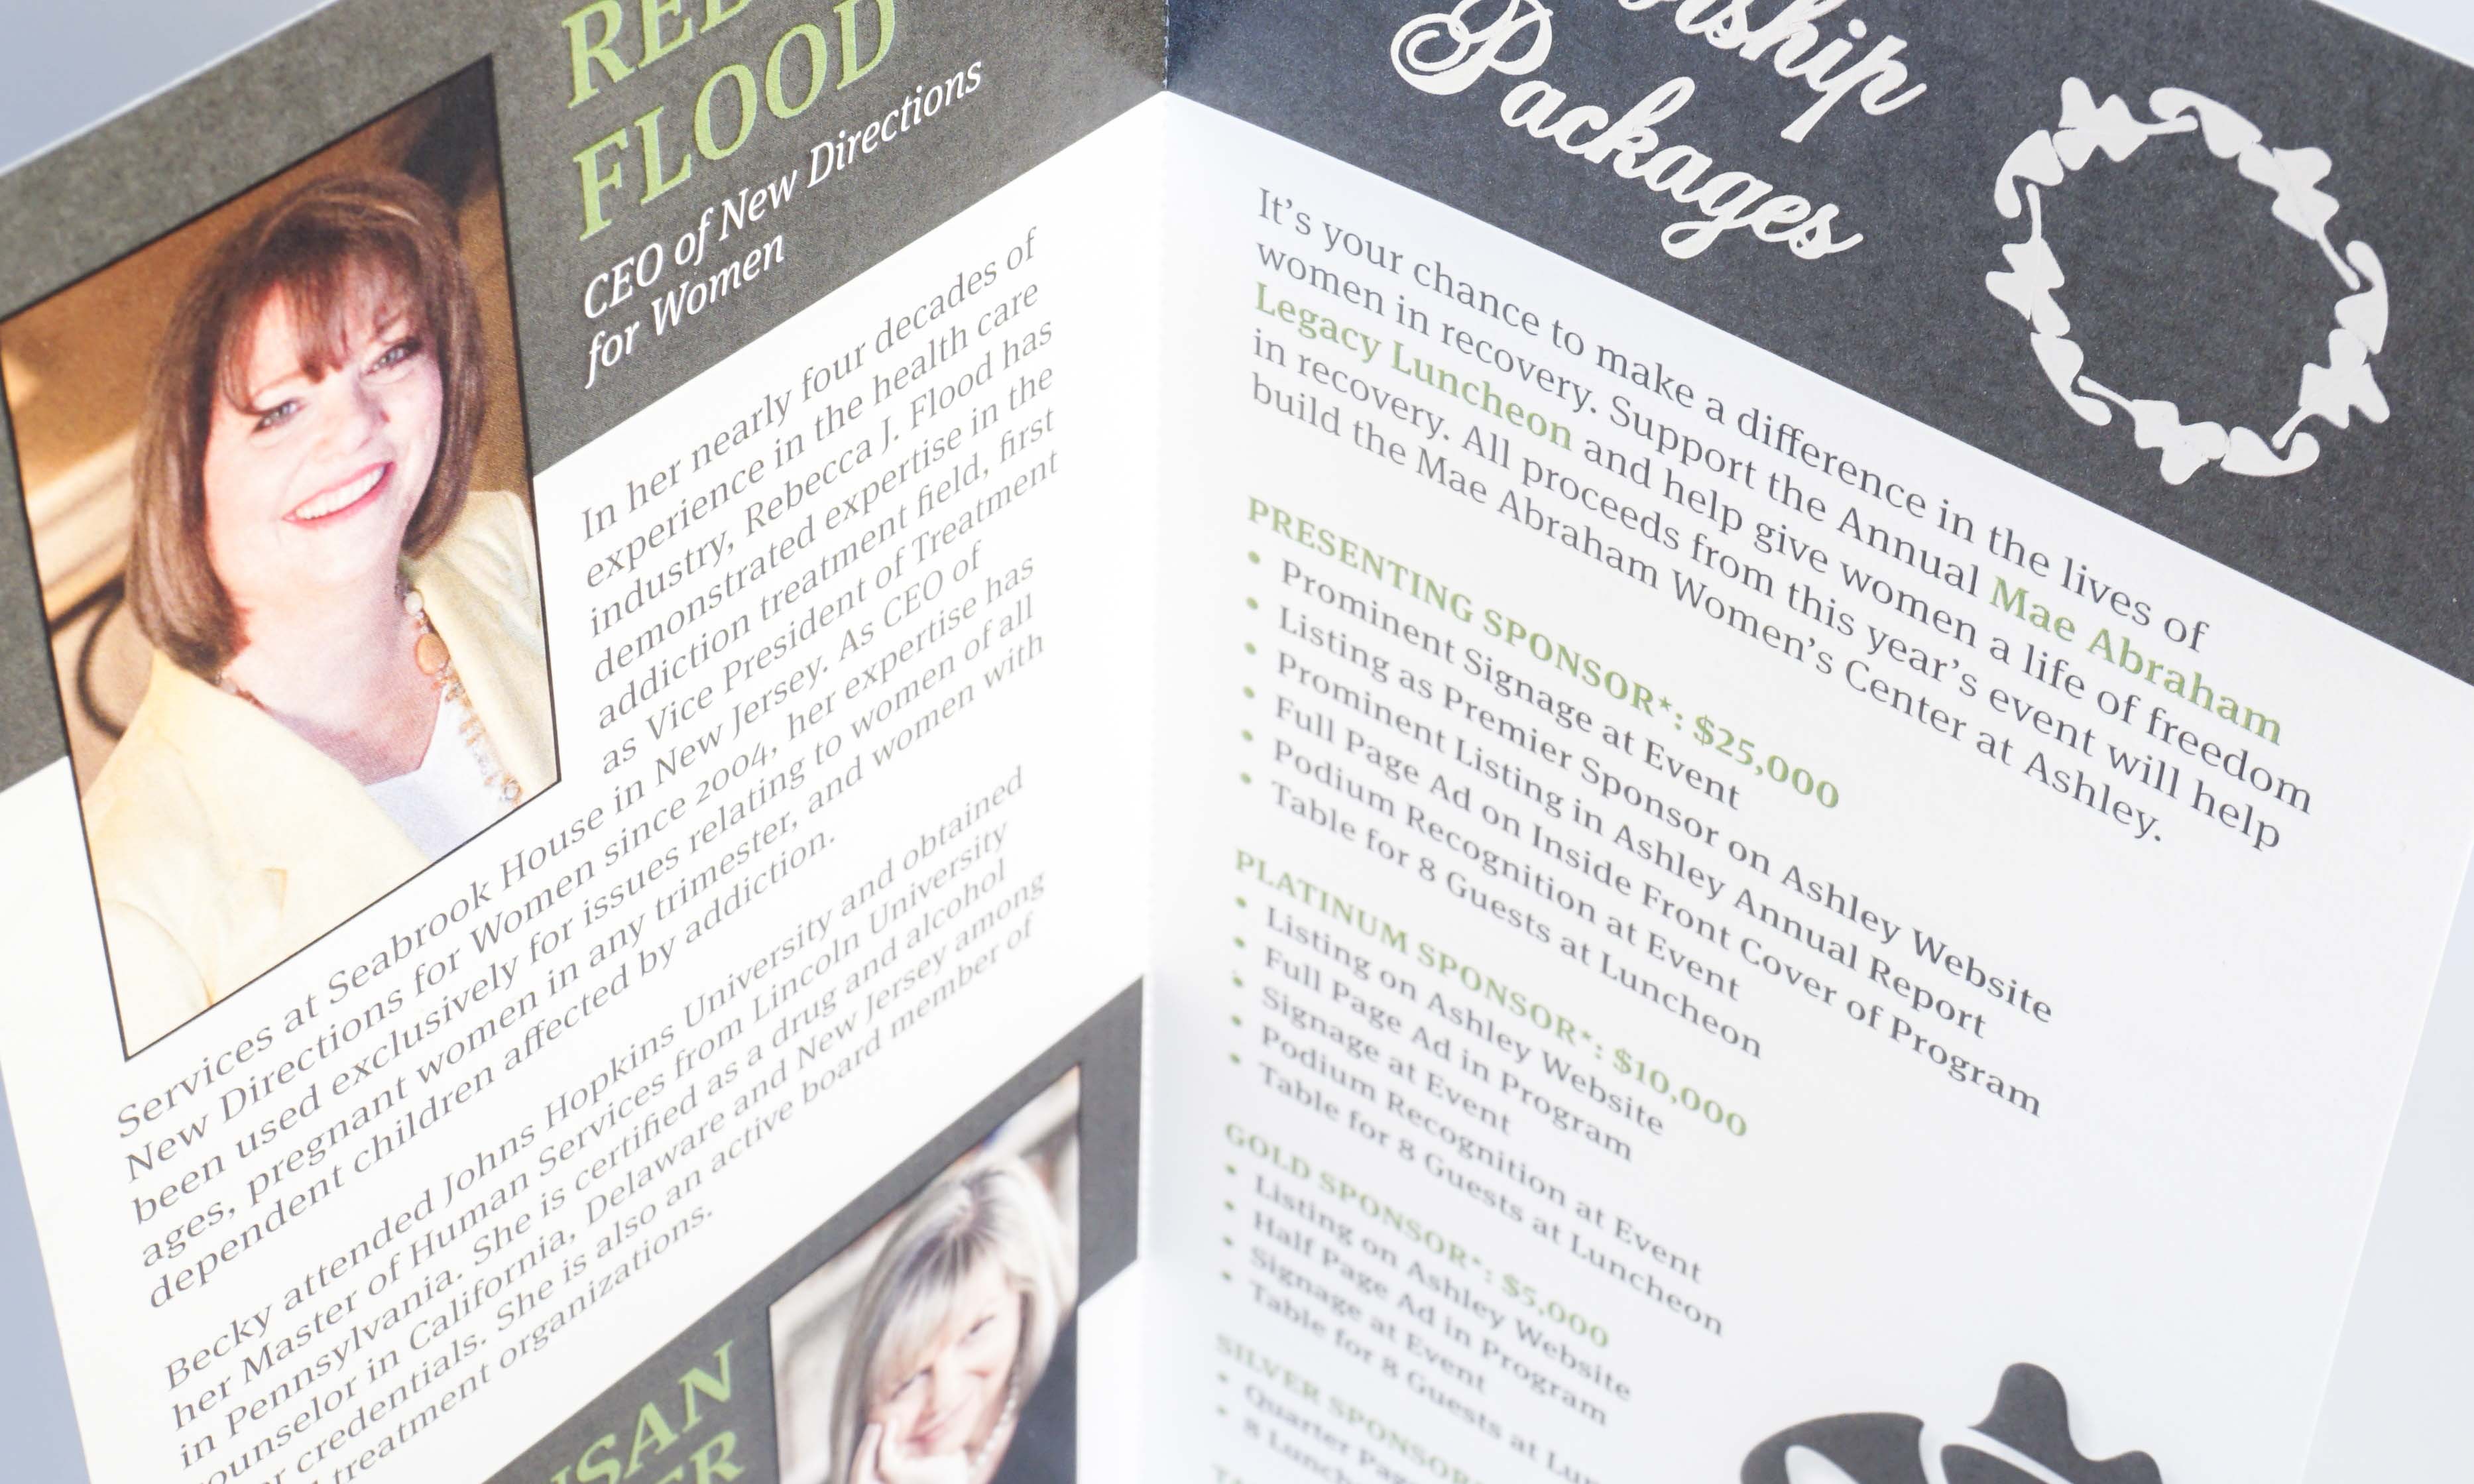 FLOOD
CEO of New Directions
for Women
In her nearly four decades of
experience in the health care
industry, Rebecca J. Flood has
demonstrated expertise in the
addiction treatment field, first
as Vice President of Treatment
Services at Seabrook House in New Jersey. As CEO of
New Directions for Women since 2004, her expertise has
been used exclusively for issues relating to women of all
ages, pregnant women in any trimester, and women with
dependent children affected by addiction.
Becky attended Johns Hopkins University and obtained
her Master of Human Services from Lincoln University
in Pennsylvania. She is certified as a drug and alcohol
counselor in California, Delaware and New Jersey among
credentials. She is also an active board member of
treatment organizations.
Packages
It's your chance to make a difference in the lives of
women in recovery. Support the Annual Mae Abraham
Legacy Luncheon and help give women a life of freedom
in recovery. All proceeds from this year's event will help
build the Mae Abraham Women's Center at Ashley.
PRESENTING SPONSOR*: $25,000
• Prominent Signage at Event
• Listing as Premier Sponsor on Ashley Website
• Prominent Listing in Ashley Annual Report
• Full Page Ad on Inside Front Cover of Program
• Podium Recognition at Event
• Table for 8 Guests at Luncheon
PLATINUM SPONSOR*: $10,000
• Listing on Ashley Website
• Full Page Ad in Program
• Signage at Event
• Podium Recognition at Event
• Table for 8 Guests at Luncheon
GOLD SPONSOR*: $5,000
• Listing on Ashley Website
• Half Page Ad in Program
• Signage at Event
• Table for 8 Guests at
SILVER SPONSOR
• Quarter Page
• 8